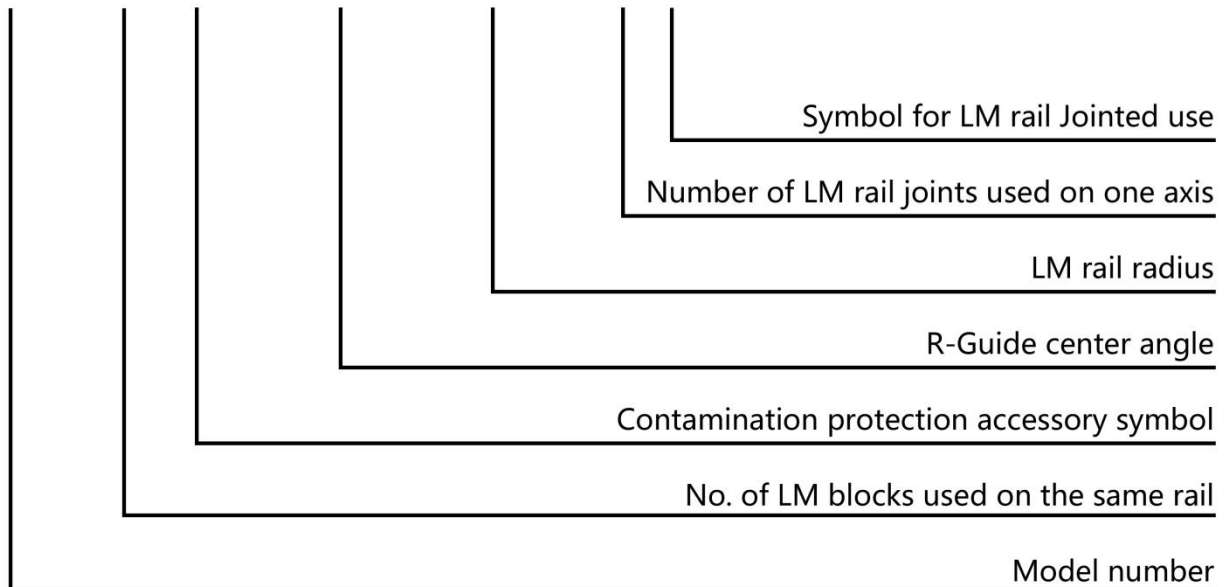 Symbol for LM rail Jointed use
Number of LM rail joints used on one axis
LM rail radius
R-Guide center angle
Contamination protection accessory symbol
No. of LM blocks used on the same rail
Model number